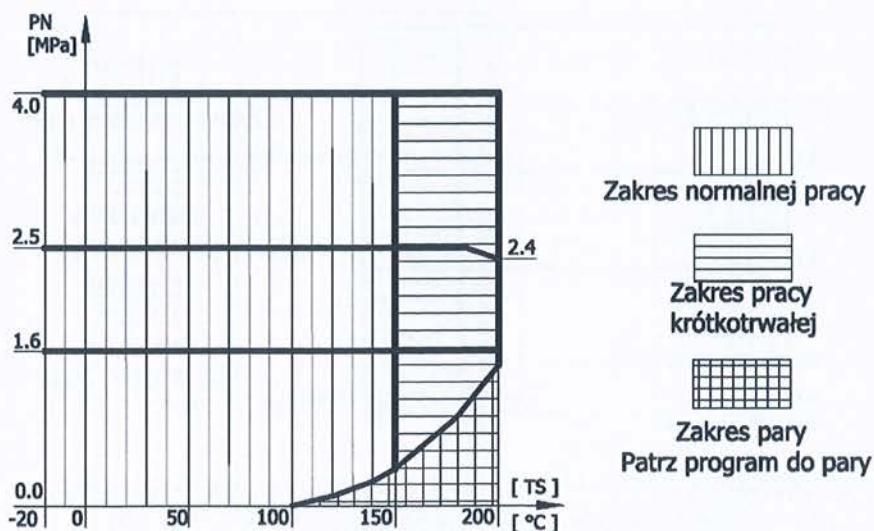 PN
[MPa]
4.0
2.5
2.4
1.6
0.0
-20 0 50 100 150 200
[ TS ]
[ °C ]
Zakres normalnej pracy
Zakres pracy
krótkotrwałej
Zakres pary
Patrz program do pary